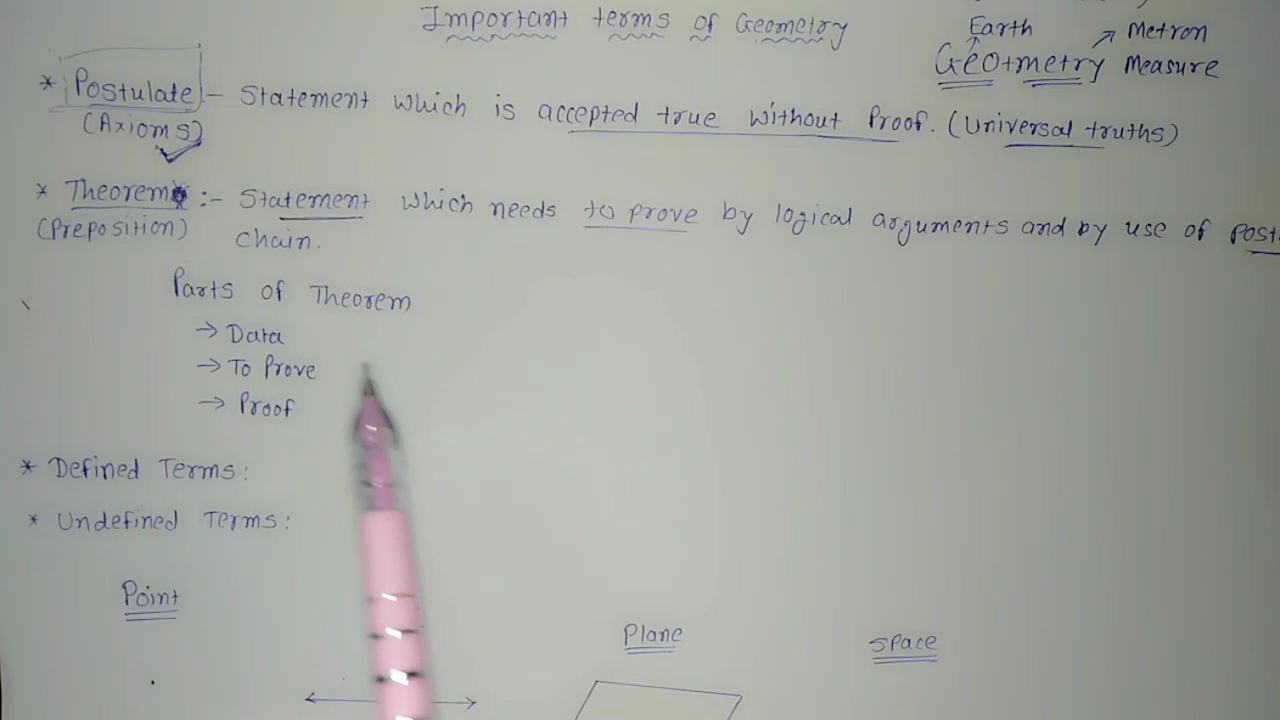 Important terms of Geometry
Earth
Metron
GEO+metry Measure
* Postulate - Statement which is accepted true without Proof. (Universal truths)
(Axioms)
* Theorem :- Statement which needs to prove by logical arguments and by use of
(Preposition)
chain.
Parts of Theorem
→ Data
→ To Prove
→ Proof
* Defined Terms:
* Undefined Terms:
Point
Plane
Space